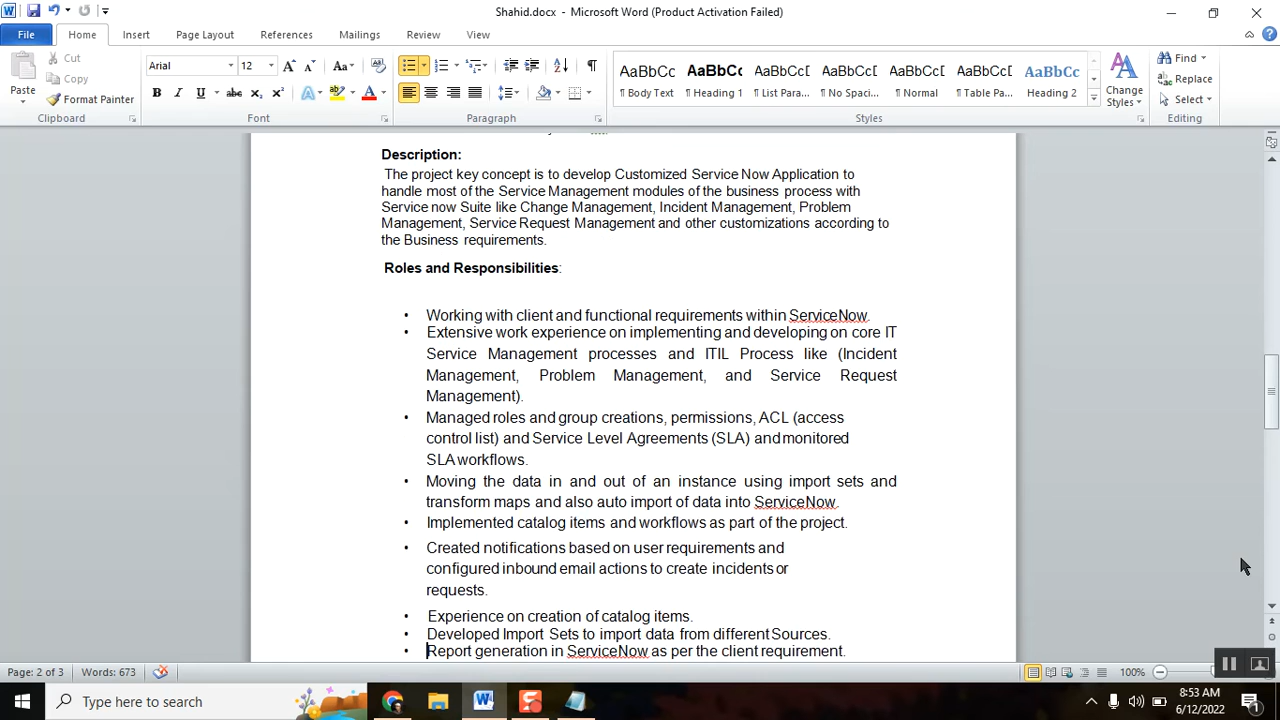 Shahid.docx - Microsoft Word (Product Activation Failed)
File Home Insert Page Layout References Mailings Review View
Paste
Cut
Copy
Format Painter
Clipboard
Arial 12
Font
Paragraph
AaBbCc AaBbCc AaBbCcD AaBbCcD AaBbCcD AaBbCcD AaBbCc
¶ Body Text ¶ Heading 1 ¶ List Para... ¶ No Spaci... ¶ Normal ¶ Table Pa... Heading 2
Change Styles
Styles
Find
Replace
Select
Editing
Description:
The project key concept is to develop Customized Service Now Application to
handle most of the Service Management modules of the business process with
Service now Suite like Change Management, Incident Management, Problem
Management, Service Request Management and other customizations according to
the Business requirements.
Roles and Responsibilities:
• Working with client and functional requirements within ServiceNow.
• Extensive work experience on implementing and developing on core IT
Service Management processes and ITIL Process like (Incident
Management, Problem Management, and Service Request
Management).
• Managed roles and group creations, permissions, ACL (access
control list) and Service Level Agreements (SLA) and monitored
SLA workflows.
• Moving the data in and out of an instance using import sets and
transform maps and also auto import of data into ServiceNow.
• Implemented catalog items and workflows as part of the project.
• Created notifications based on user requirements and
configured inbound email actions to create incidents or
requests.
• Experience on creation of catalog items.
• Developed Import Sets to import data from different Sources.
• Report generation in ServiceNow as per the client requirement.
Page: 2 of 3 Words: 673 100%
Type here to search
8:53 AM
6/12/2022